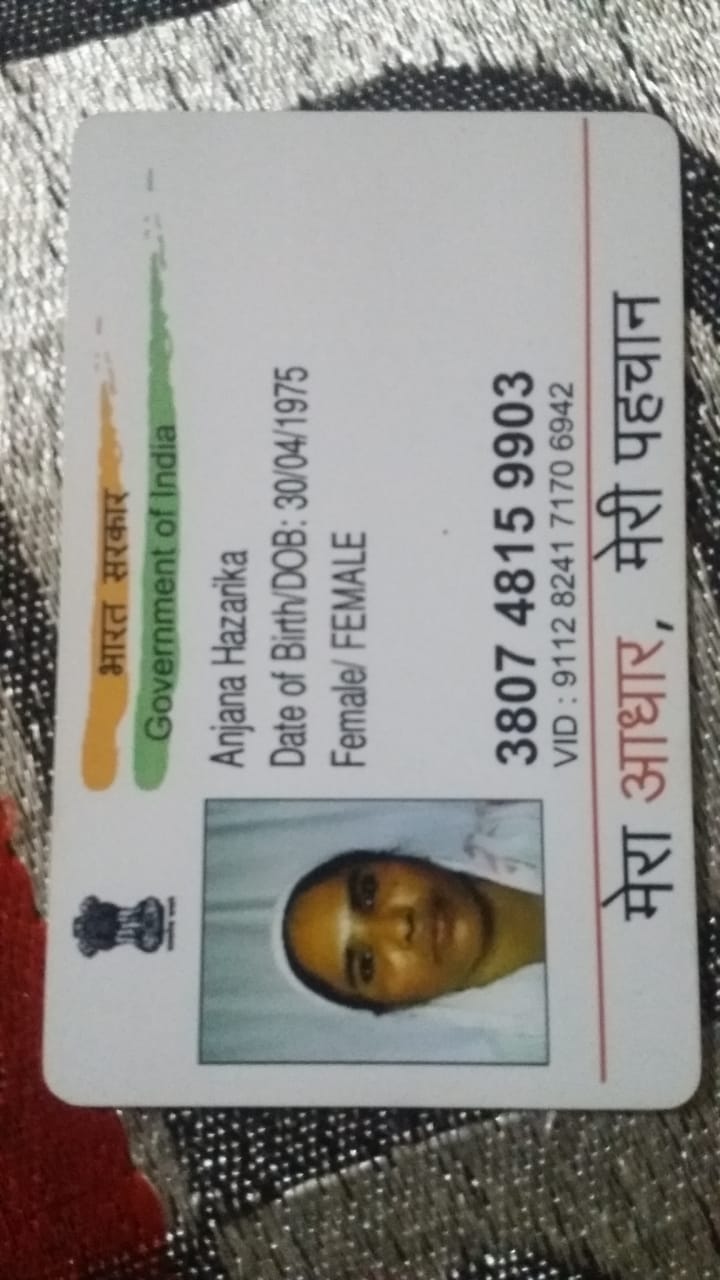 भारत सरकार
Government of India
Anjana Hazarika
Date of Birth/DOB: 30/04/1975
Female/ FEMALE
3807 4815 9903
VID : 9112 8241 7170 6942
मेरा आधार, मेरी पहचान